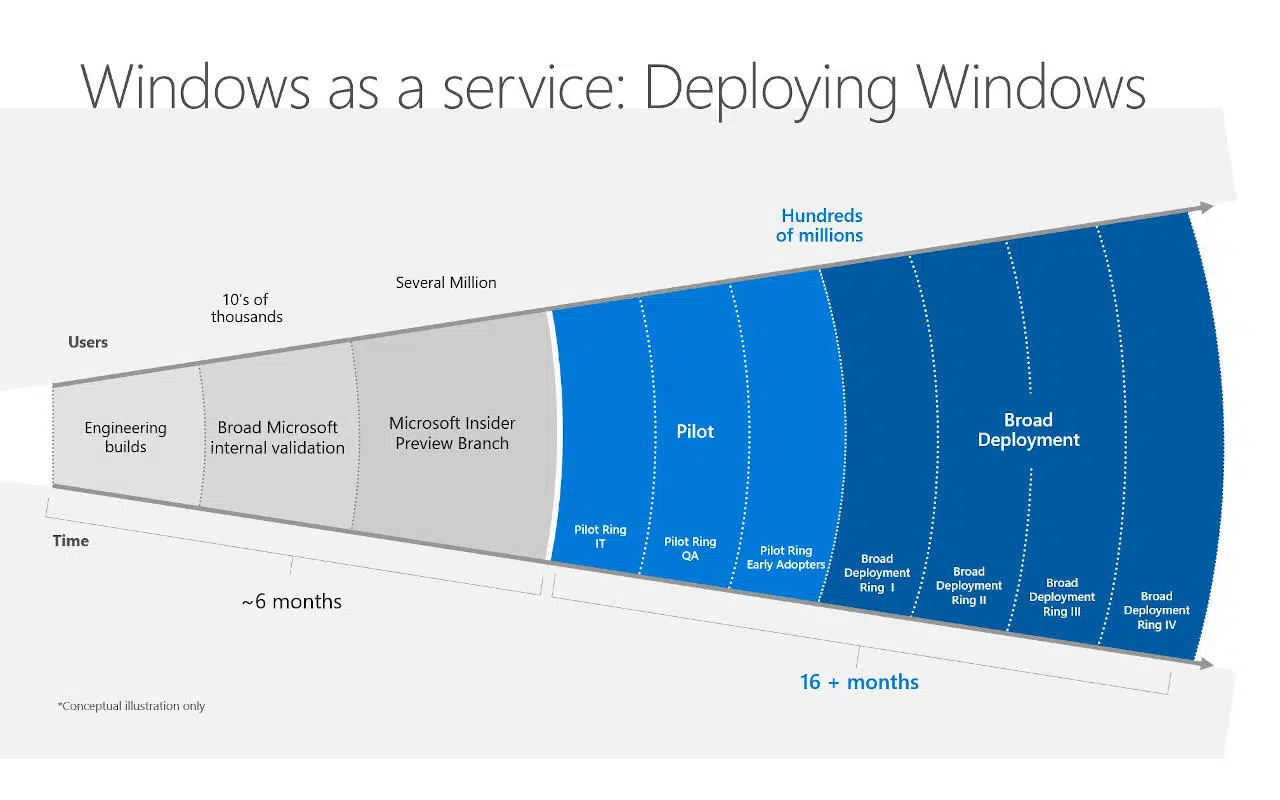 Windows as a service: Deploying Windows
Hundreds
of millions
Several Million
10's of
thousands
Users
Engineering
builds
Broad Microsoft
internal validation
Microsoft Insider
Preview Branch
Pilot
Broad
Deployment
Pilot Ring
IT
Pilot Ring
QA
Pilot Ring
Early Adopters
Broad
Deployment
Ring I
Broad
Deployment
Ring II
Broad
Deployment
Ring III
Broad
Deployment
Ring IV
Time
~6 months
16 + months
*Conceptual illustration only